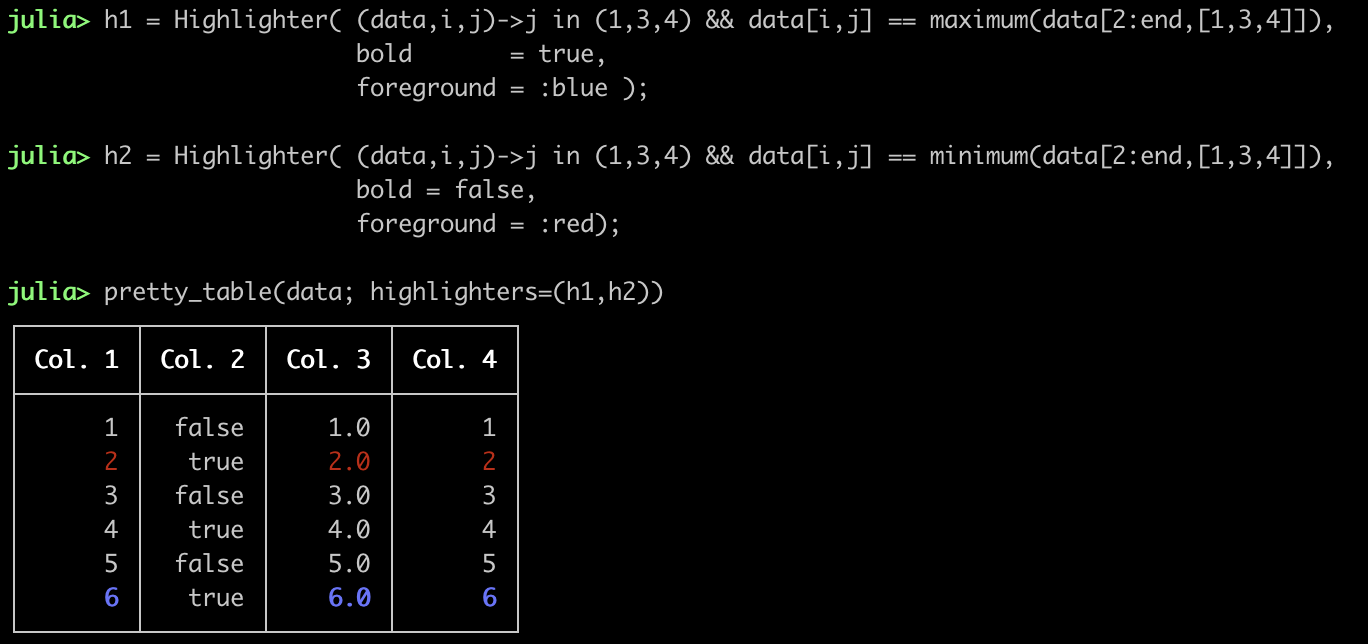 julia> h1 = Highlighter( (data,i,j)->j in (1,3,4) && data[i,j] == maximum(data[2:end,[1,3,4]]),
bold       = true,
foreground = :blue );
julia> h2 = Highlighter( (data,i,j)->j in (1,3,4) && data[i,j] == minimum(data[2:end,[1,3,4]]),
bold = false,
foreground = :red);
julia> pretty_table(data; highlighters=(h1,h2))
Col. 1 Col. 2 Col. 3 Col. 4
1 false 1.0 1
2 true 2.0 2
3 false 3.0 3
4 true 4.0 4
5 false 5.0 5
6 true 6.0 6